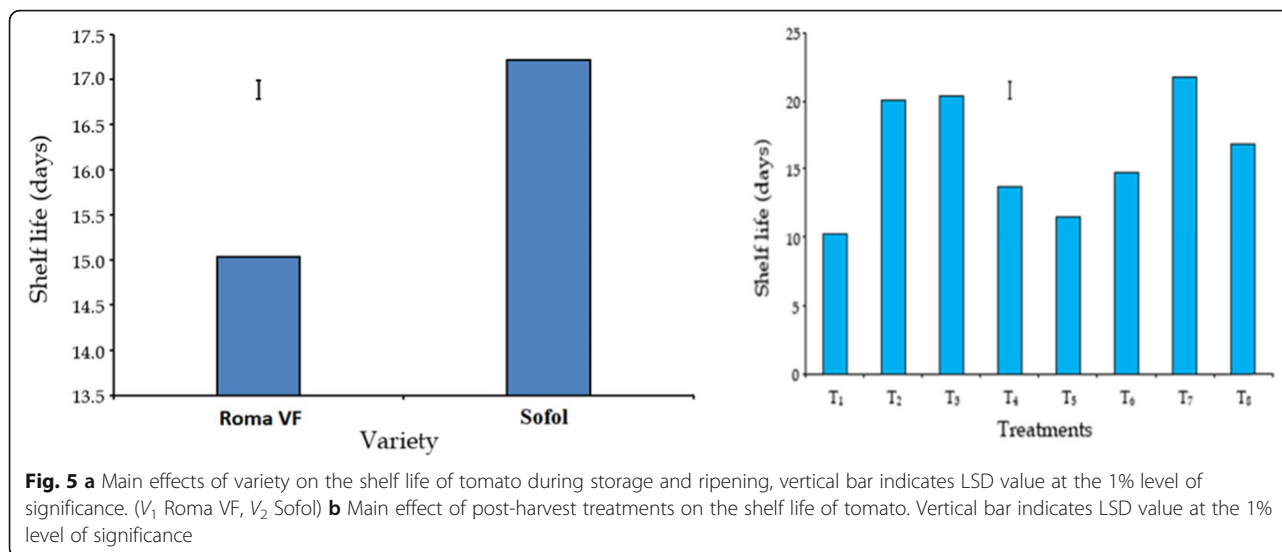 17.5
17.0
16.5
16.0
15.5
15.0
14.5
14.0
13.5
Shelf life (days)
Roma VF
Sofol
Variety
25
20
15
10
5
0
Shelf life (days)
T₁ T₂ T₃ T₄ T₅ T₆ T₇ T₈
Treatments
Fig. 5 a Main effects of variety on the shelf life of tomato during storage and ripening, vertical bar indicates LSD value at the 1% level of
significance. (V₁ Roma VF, V₂ Sofol) b Main effect of post-harvest treatments on the shelf life of tomato. Vertical bar indicates LSD value at the 1%
level of significance